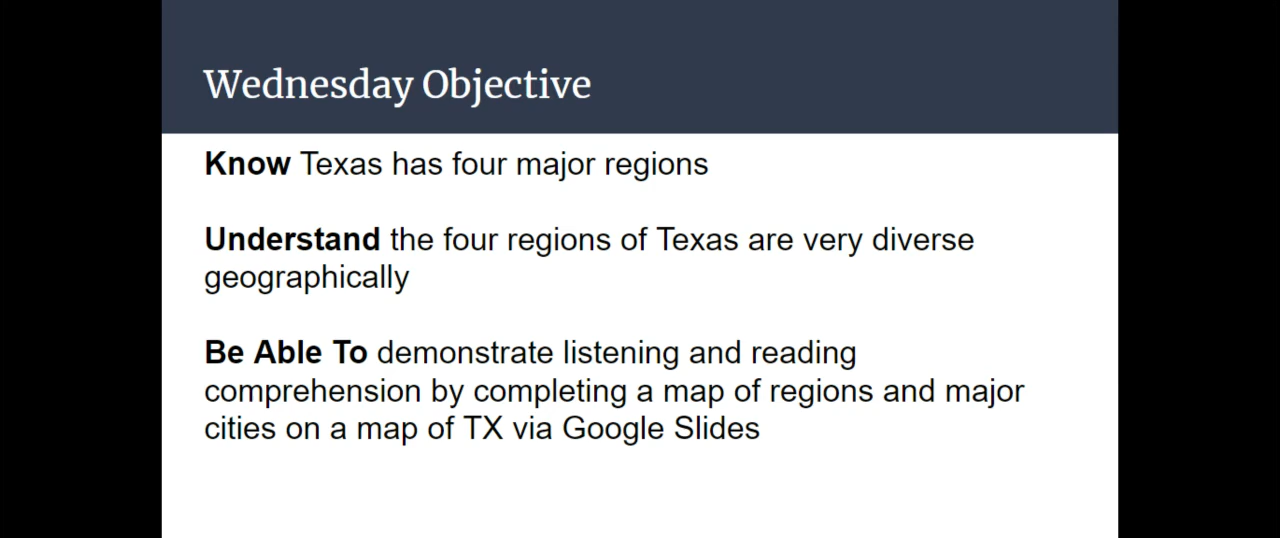 Wednesday Objective
Know Texas has four major regions
Understand the four regions of Texas are very diverse
geographically
Be Able To demonstrate listening and reading
comprehension by completing a map of regions and major
cities on a map of TX via Google Slides